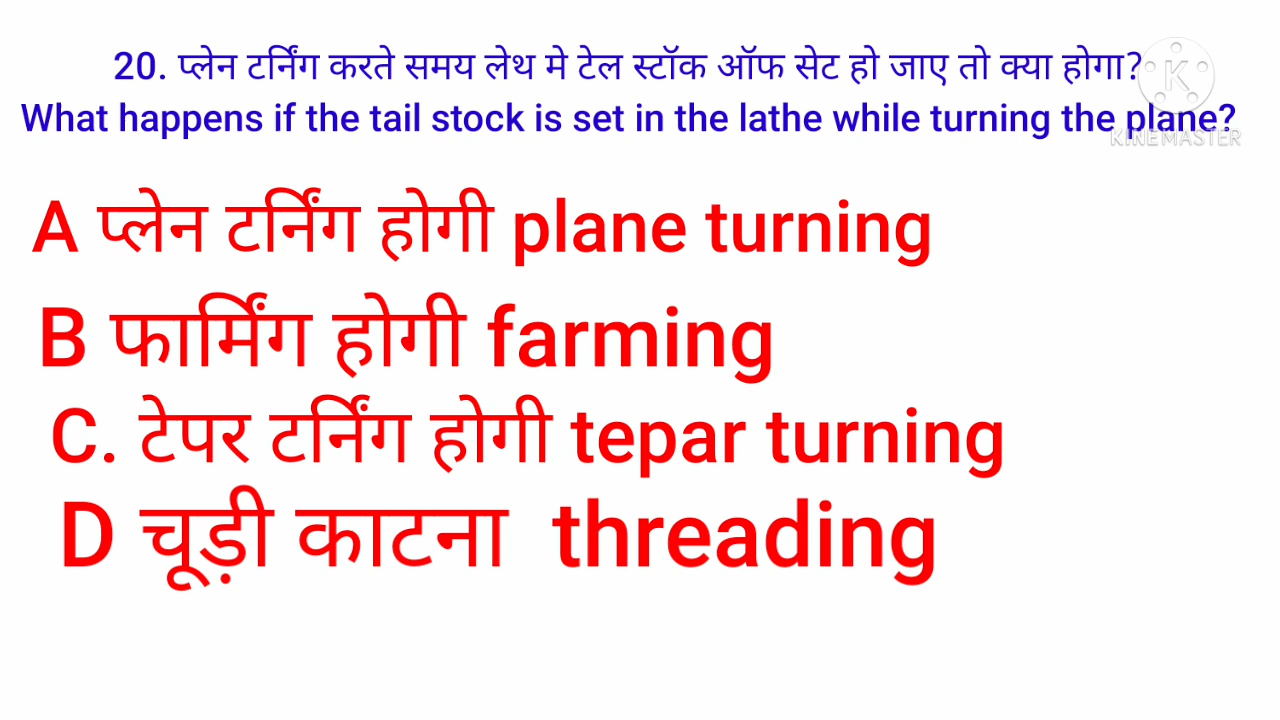 20. प्लेन टर्निंग करते समय लेथ मे टेल स्टॉक ऑफ सेट हो जाए तो क्या होगा?
What happens if the tail stock is set in the lathe while turning the plane?
KINEMASTER
A प्लेन टर्निंग होगी plane turning
B फार्मिंग होगी farming
C. टेपर टर्निंग होगी tepar turning
D चूड़ी काटना threading